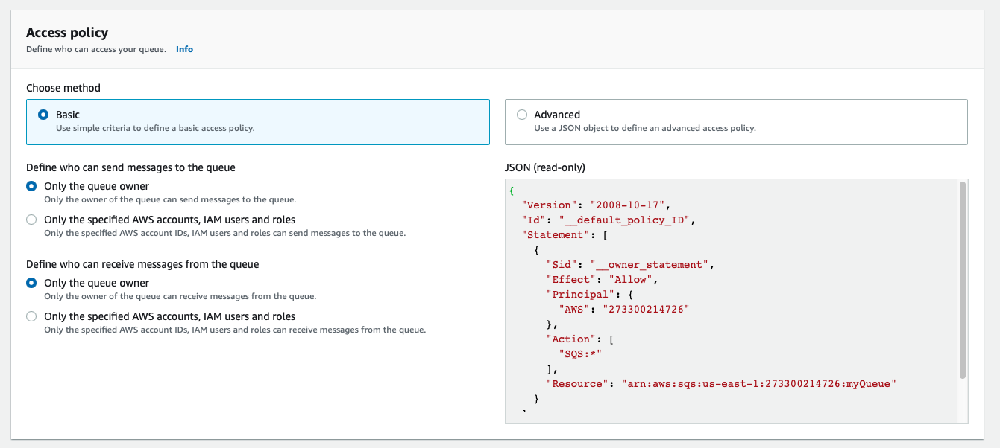 Access policy
Define who can access your queue. Info
Choose method
Basic
Use simple criteria to define a basic access policy.
Advanced
Use a JSON object to define an advanced access policy.
Define who can send messages to the queue
Only the queue owner
Only the owner of the queue can send messages to the queue.
Only the specified AWS accounts, IAM users and roles
Only the specified AWS account IDs, IAM users and roles can send messages to the queue.
Define who can receive messages from the queue
Only the queue owner
Only the owner of the queue can receive messages from the queue.
Only the specified AWS accounts, IAM users and roles
Only the specified AWS account IDs, IAM users and roles can receive messages from the queue.
JSON (read-only)
{
  "Version": "2008-10-17",
  "Id": "__default_policy_ID",
  "Statement": [
    {
      "Sid": "__owner_statement",
      "Effect": "Allow",
      "Principal": {
        "AWS": "273300214726"
      },
      "Action": [
        "SQS:*"
      ],
      "Resource": "arn:aws:sqs:us-east-1:273300214726:myQueue"
    }